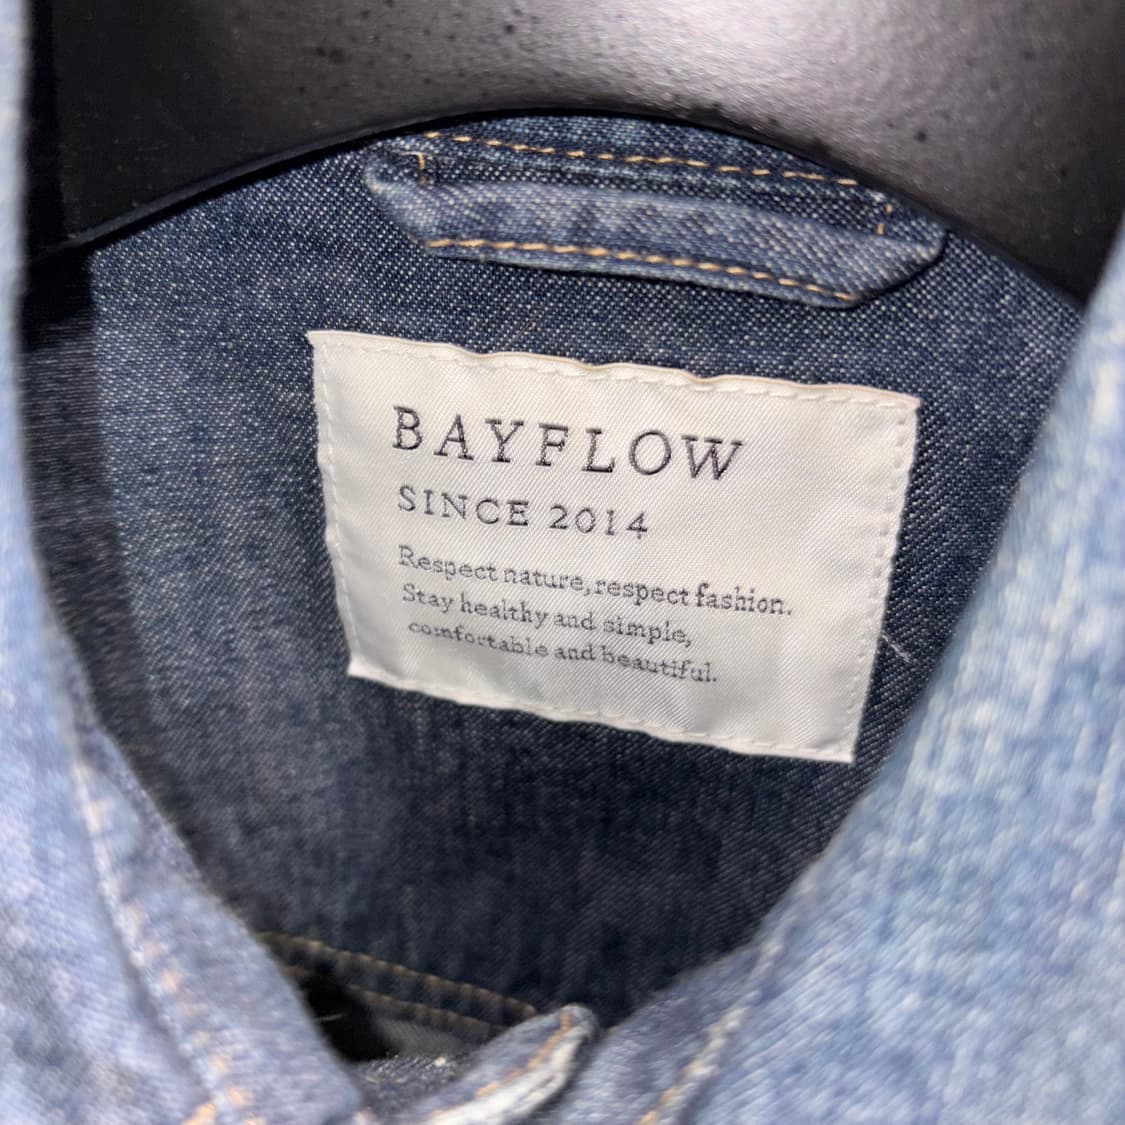 BAYFLOW
SINCE 2014
Respect nature, respect fashion.
Stay healthy and simple,
comfortable and beautiful.